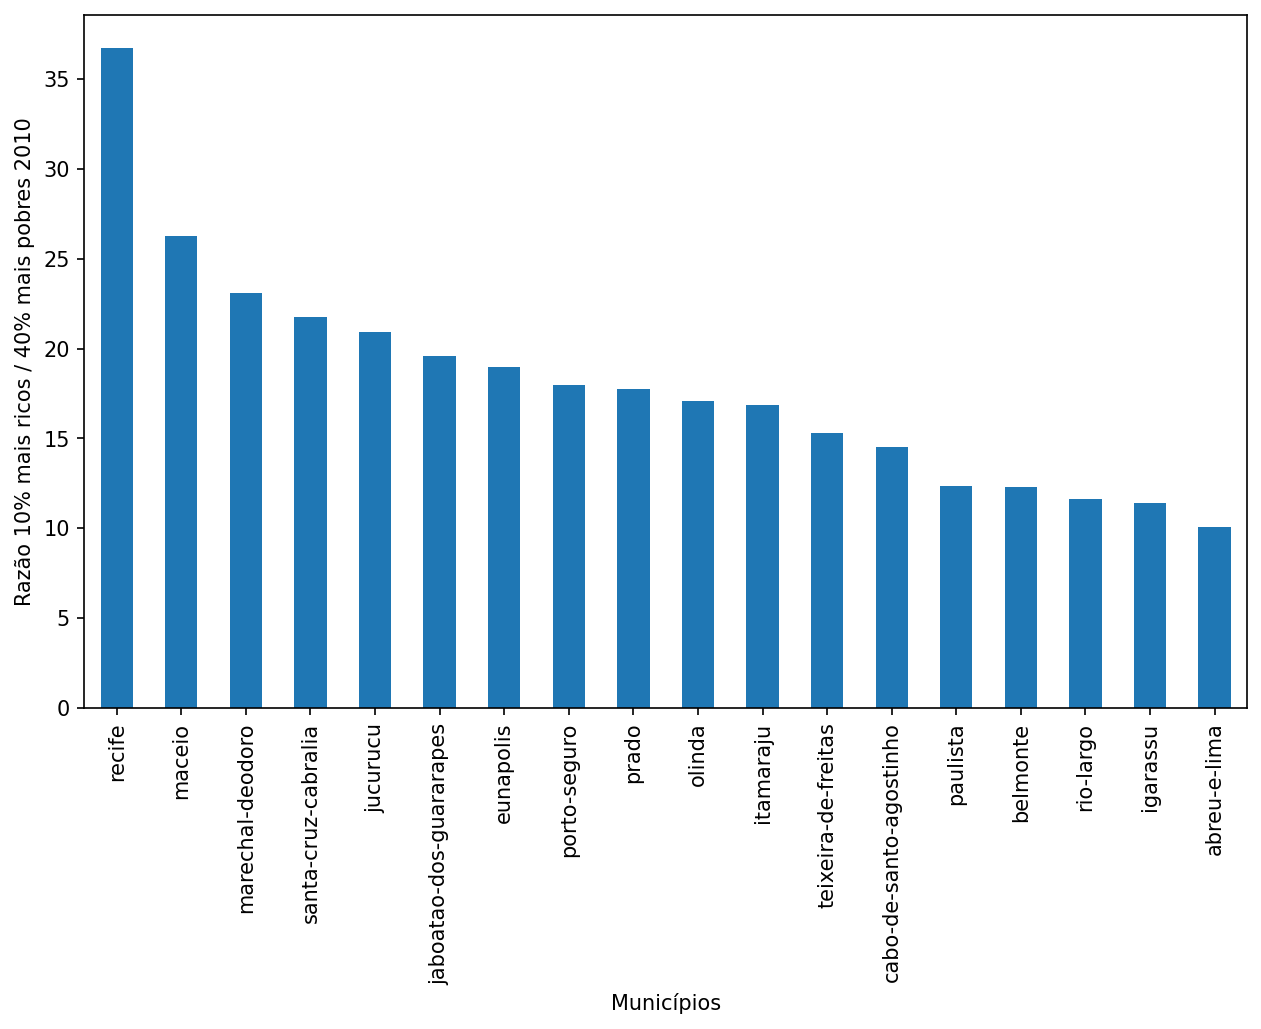 Razão 10% mais ricos / 40% mais pobres 2010
35
30
25
20
15
10
5
0
recife
maceio
marechal-deodoro
santa-cruz-cabralia
jucurucu
jaboatao-dos-guararapes
eunapolis
porto-seguro
prado
olinda
itamaraju
teixeira-de-freitas
cabo-de-santo-agostinho
paulista
belmonte
rio-largo
igarassu
abreu-e-lima
Municípios